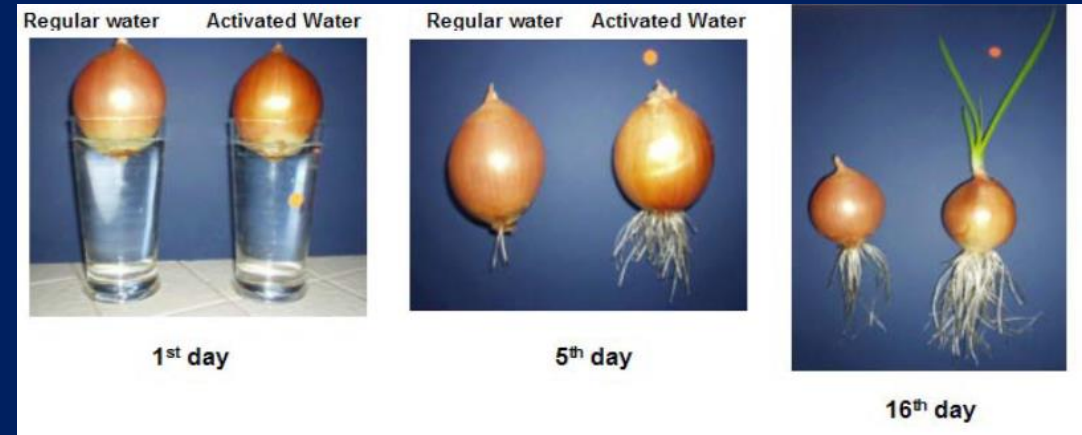 Regular water Activated Water
Regular water Activated Water
1st day
5th day
16th day